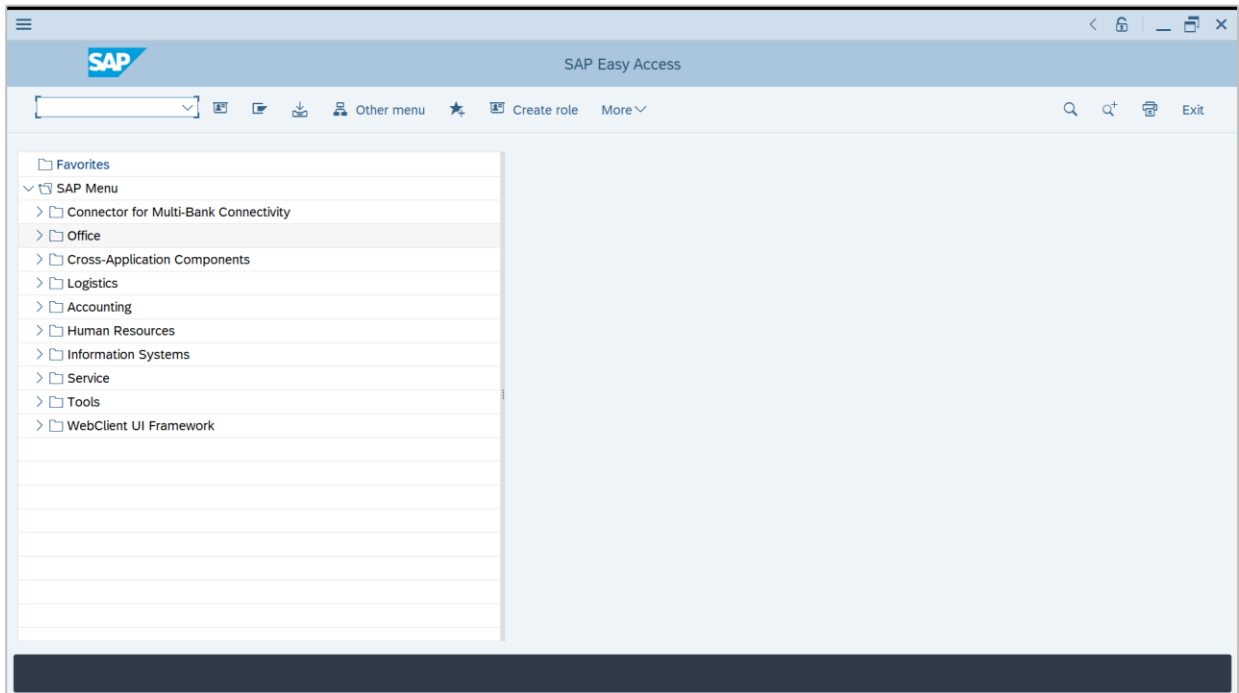 SAP
SAP Easy Access
Other menu Create role More Exit
Favorites
SAP Menu
Connector for Multi-Bank Connectivity
Office
Cross-Application Components
Logistics
Accounting
Human Resources
Information Systems
Service
Tools
WebClient UI Framework